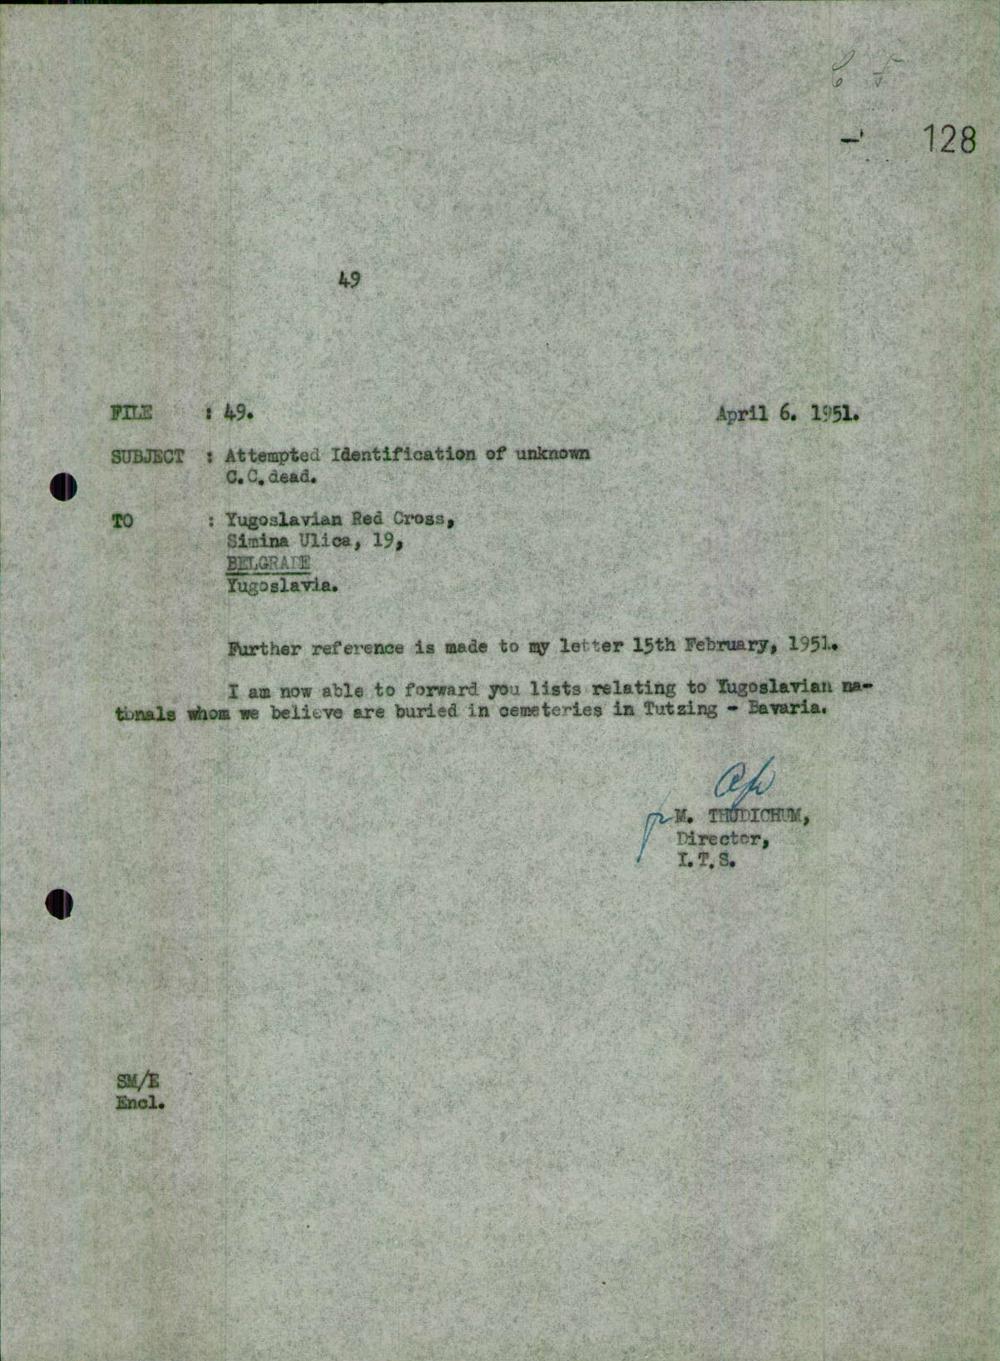 128
49
FILE : 49. April 6. 1951.
SUBJECT : Attempted Identification of unknown
C.C. dead.
TO : Yugoslavian Red Cross,
Simina Ulica, 19,
BELGRADE
Yugoslavia.
Further reference is made to my letter 15th February, 1951.
I am now able to forward you lists relating to Yugoslavian na-
tionals whom we believe are buried in cemeteries in Tutzing - Bavaria.
M. THUDICHUM,
Director,
I.T.S.
SM/E
Encl.